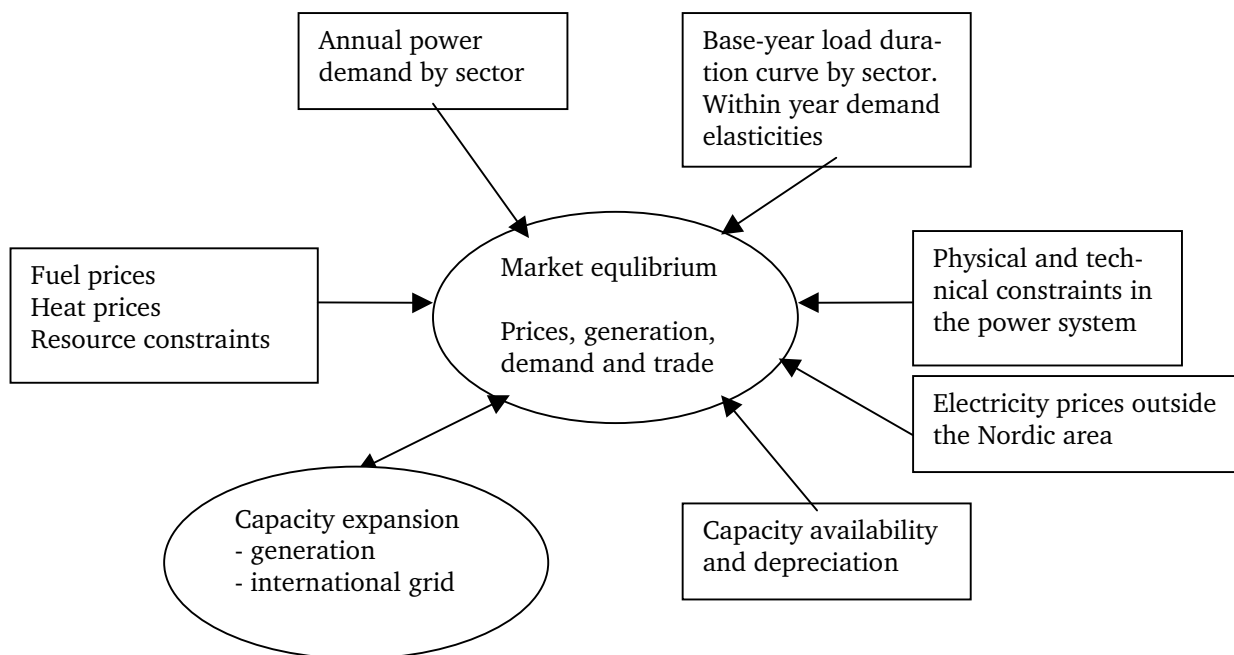 Annual power
demand by sector
Base-year load dura-
tion curve by sector.
Within year demand
elasticities
Fuel prices
Heat prices
Resource constraints
Market equlibrium
Prices, generation,
demand and trade
Physical and tech-
nical constraints in
the power system
Electricity prices outside
the Nordic area
Capacity expansion
- generation
- international grid
Capacity availability
and depreciation